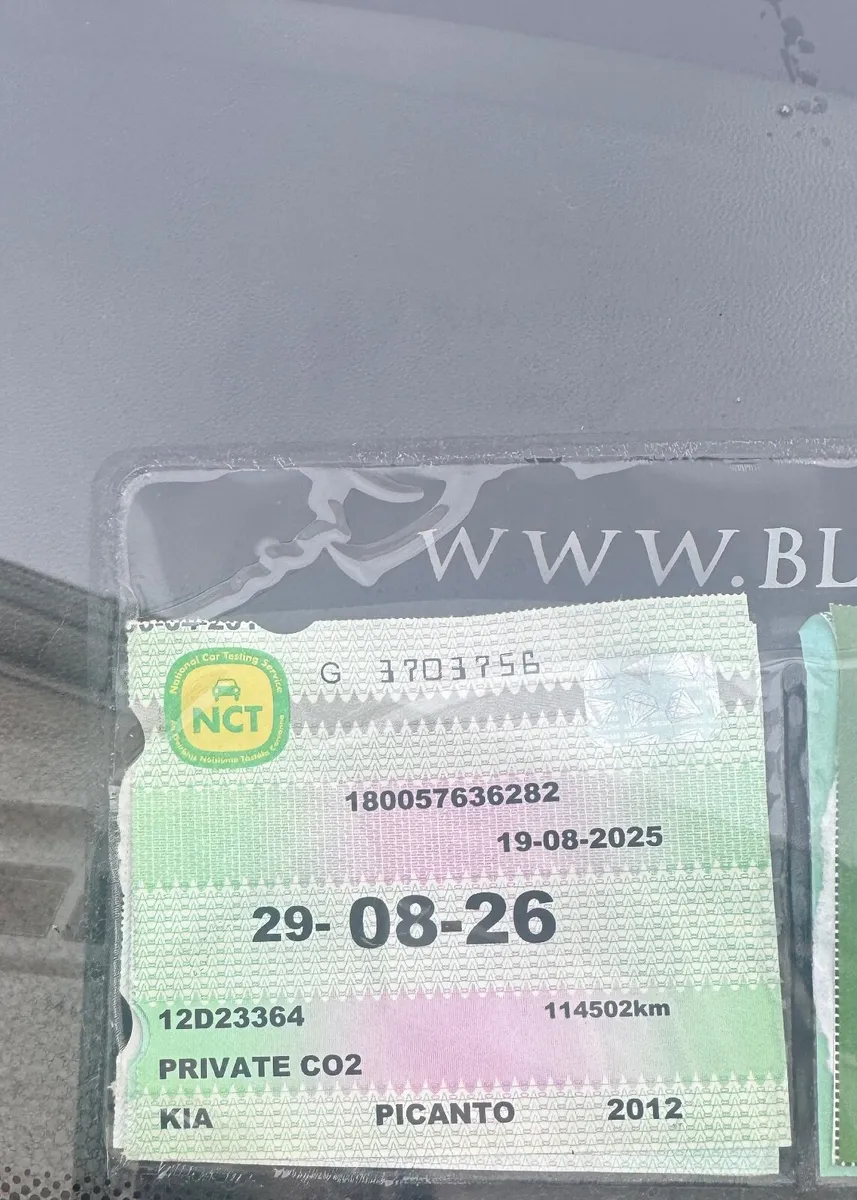 WWW.BL
National Car Testing Service
NCT
G 3703756
180057636282
19-08-2025
29-08-26
12D23364 114502km
PRIVATE CO2
KIA PICANTO 2012